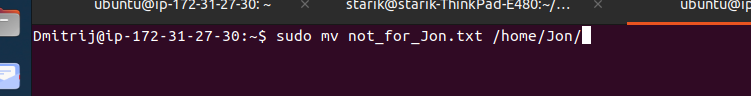 ubuntu@ip-172-31-27-30: ~
starik@starik-ThinkPad-E480:~/...
ubuntu@ip
Dmitrij@ip-172-31-27-30:~$ sudo mv not_for_Jon.txt /home/Jon/